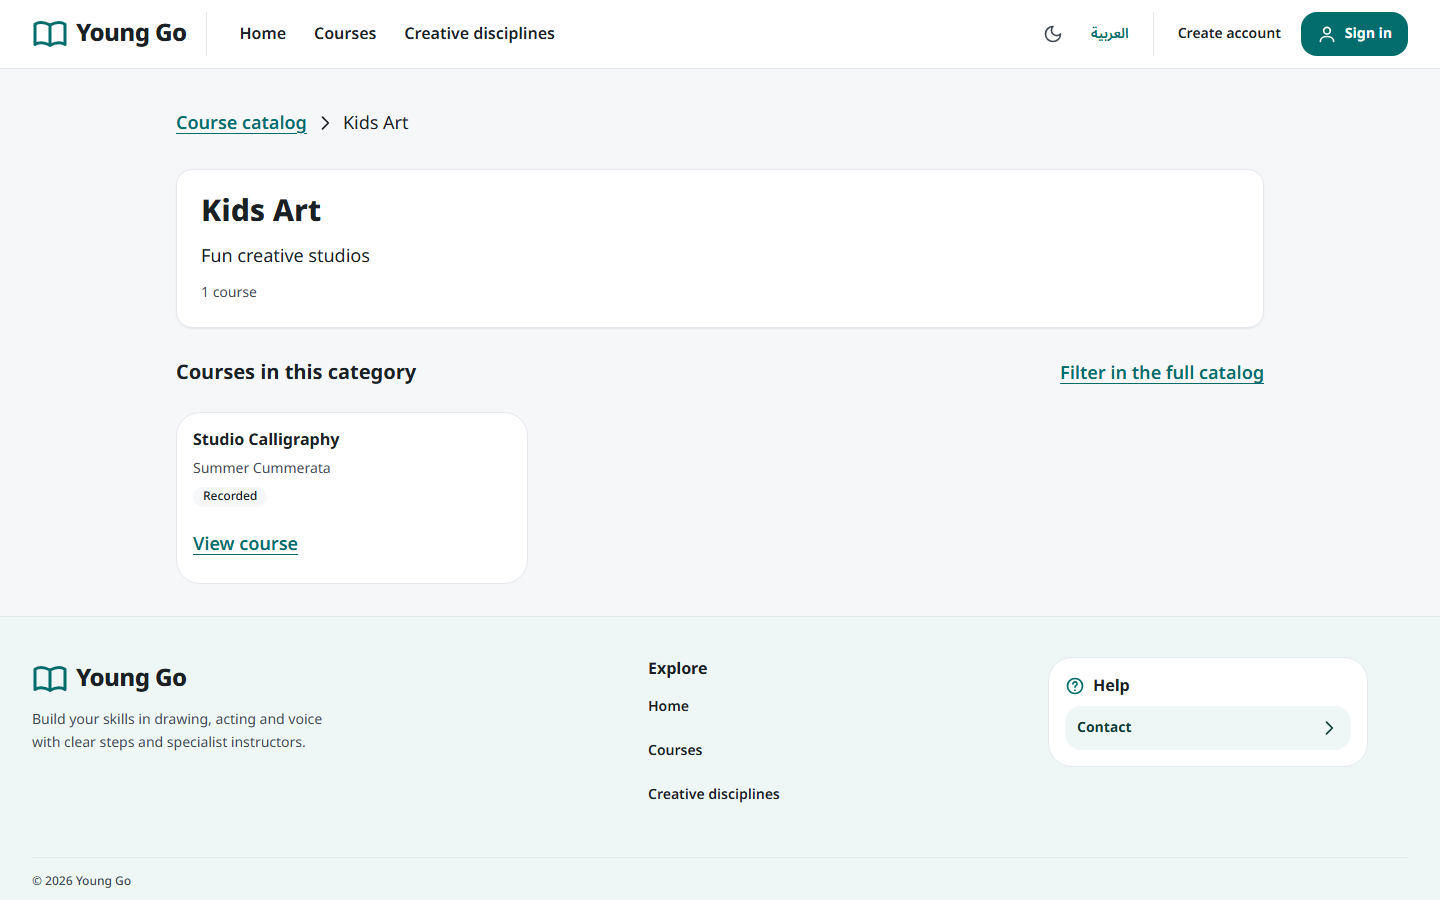 Young Go
Home
Courses
Creative disciplines
العربية
Create account
Sign in
Course catalog
Kids Art
Kids Art
Fun creative studios
1 course
Courses in this category
Filter in the full catalog
Studio Calligraphy
Summer Cummerata
Recorded
View course
Young Go
Build your skills in drawing, acting and voice
with clear steps and specialist instructors.
Explore
Home
Courses
Creative disciplines
Help
Contact
© 2026 Young Go